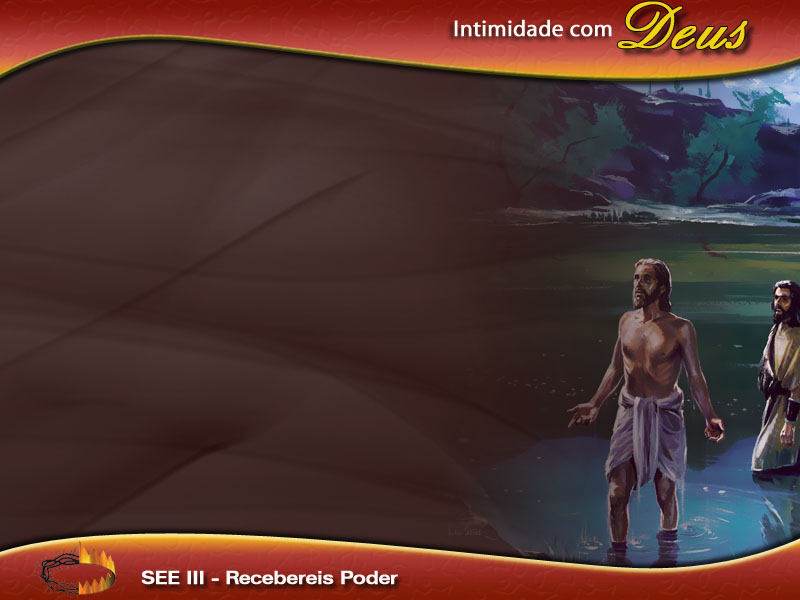 Intimidade com Deus
SEE III - Recebereis Poder